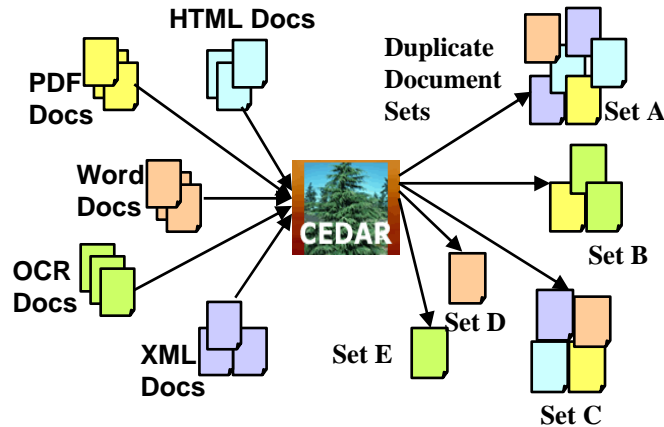 HTML Docs
PDF
Docs
Duplicate
Document
Sets
Set A
Word
Docs
CEDAR
Set B
OCR
Docs
XML
Docs
Set D
Set E
Set C